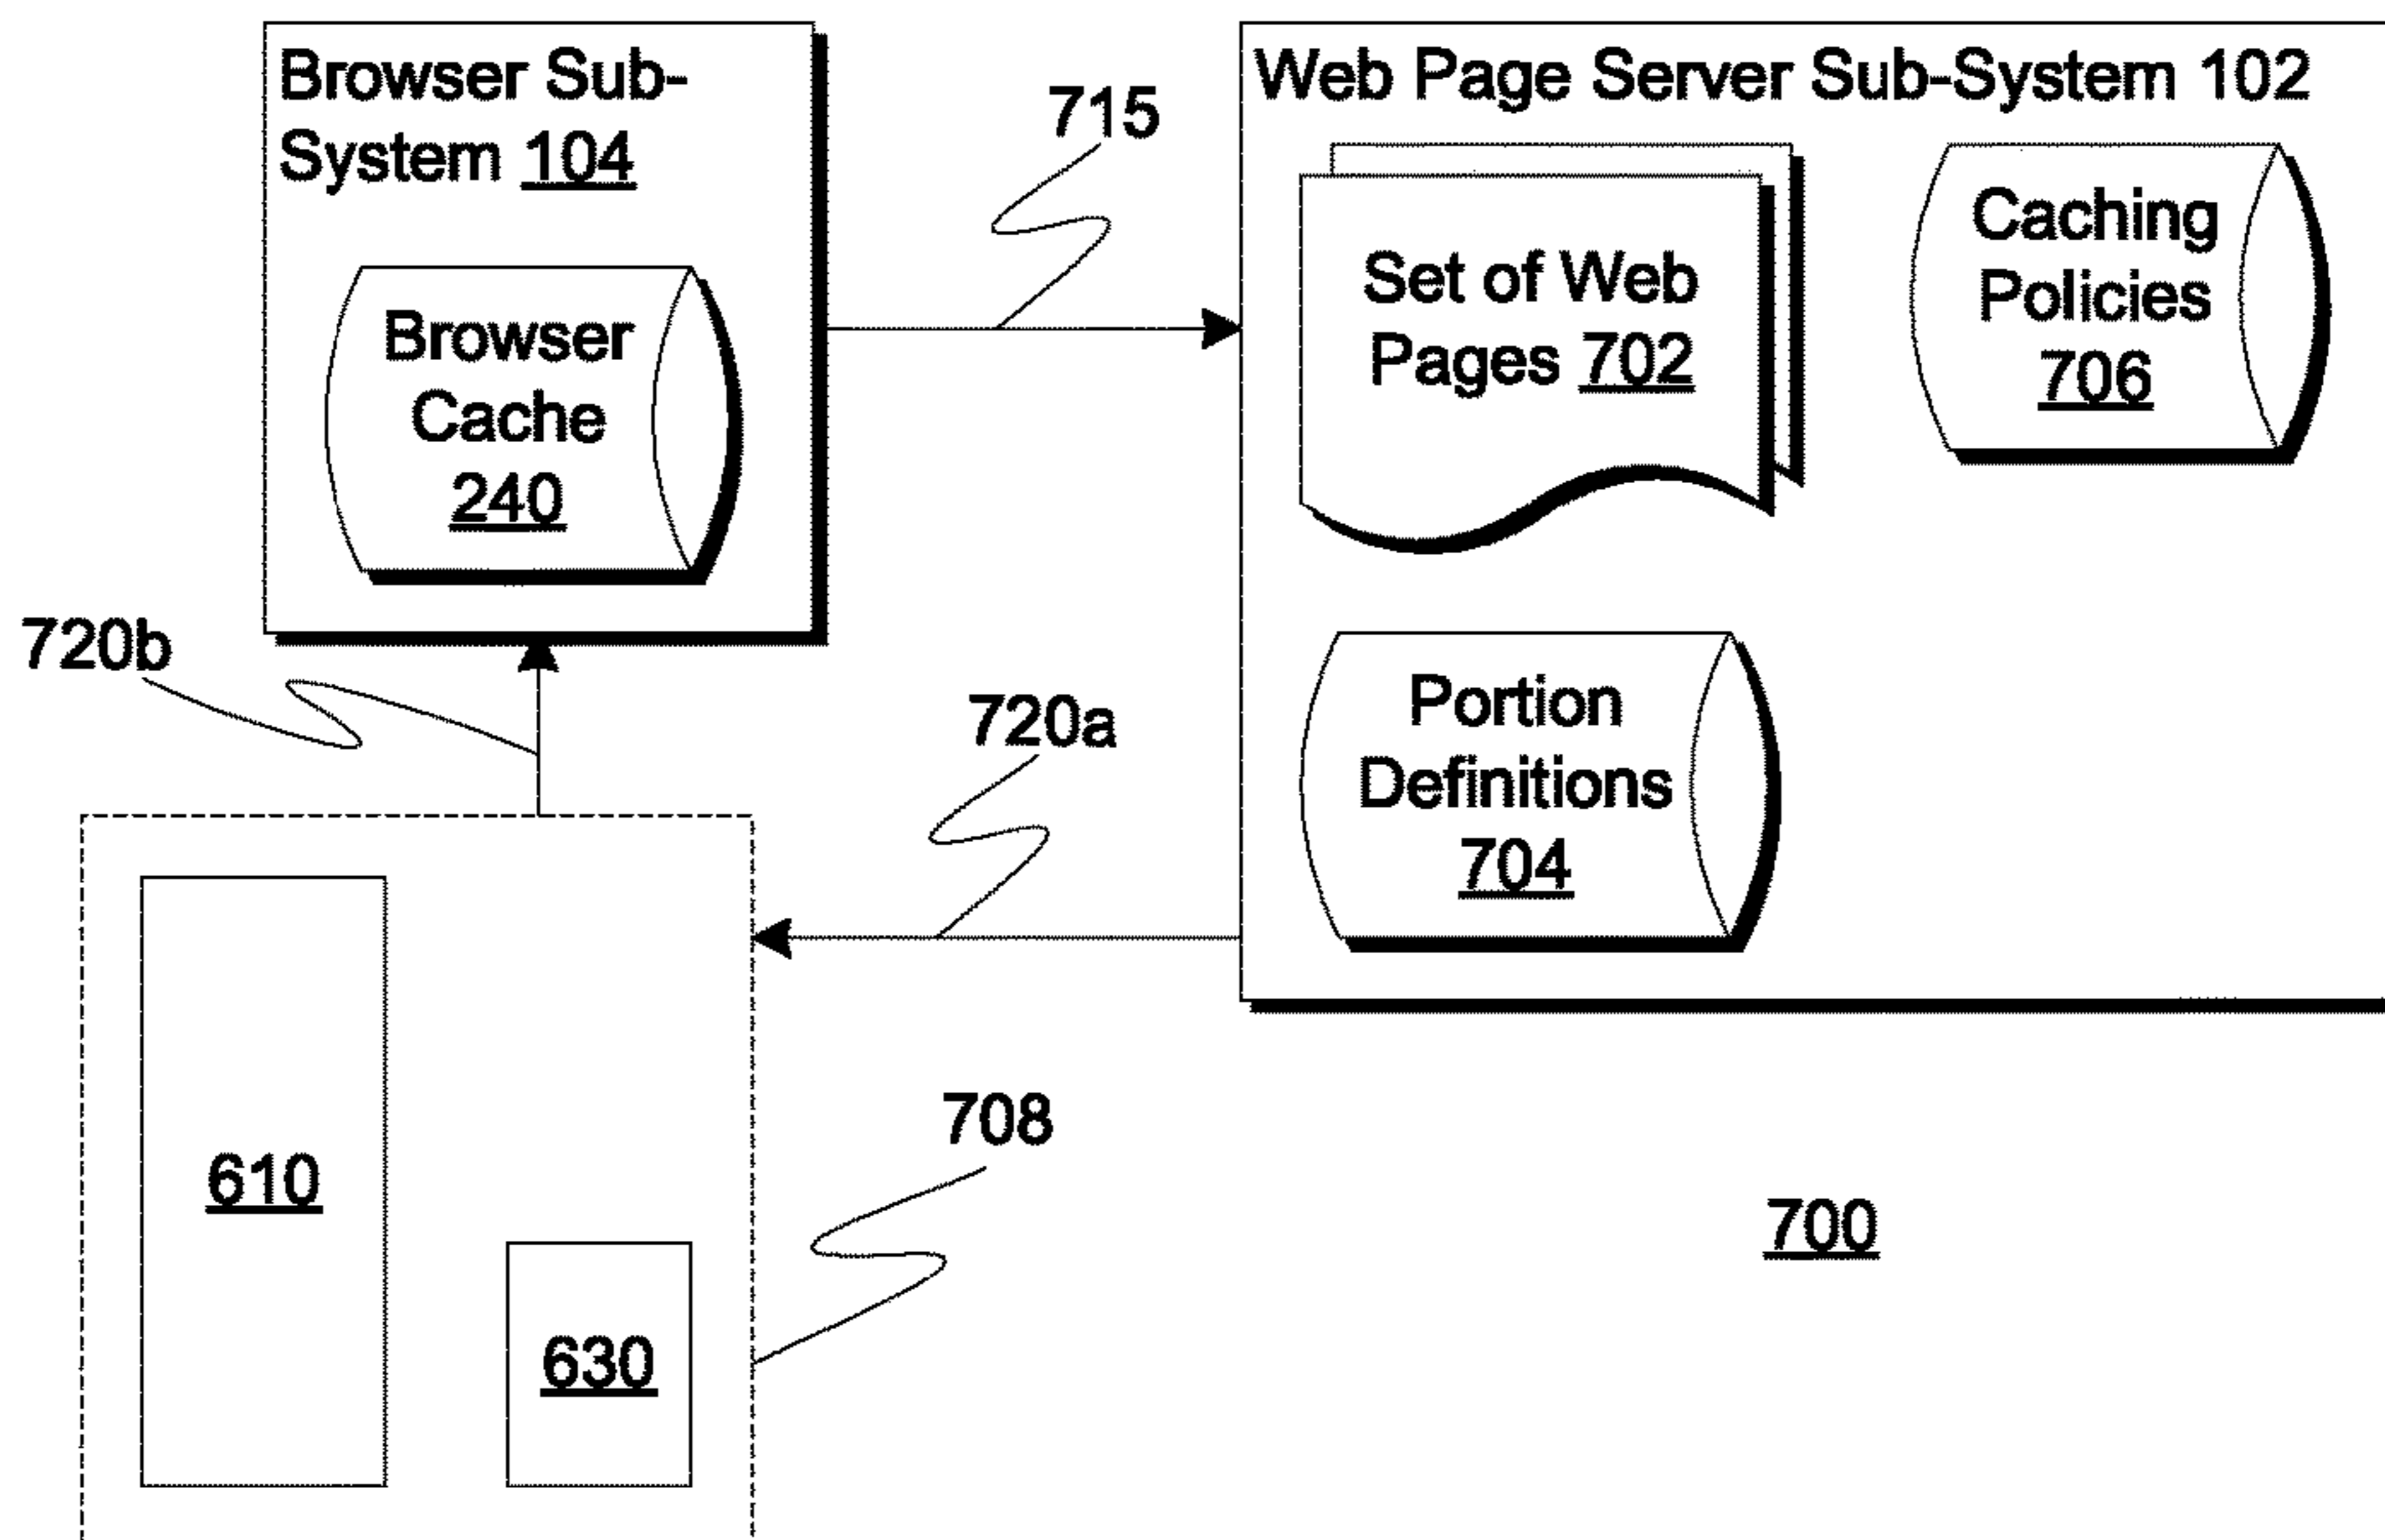 Browser Sub-
System 104
Browser
Cache
240
715
Web Page Server Sub-System 102
Set of Web
Pages 702
Caching
Policies
706
Portion
Definitions
704
720b
720a
610
630
708
700